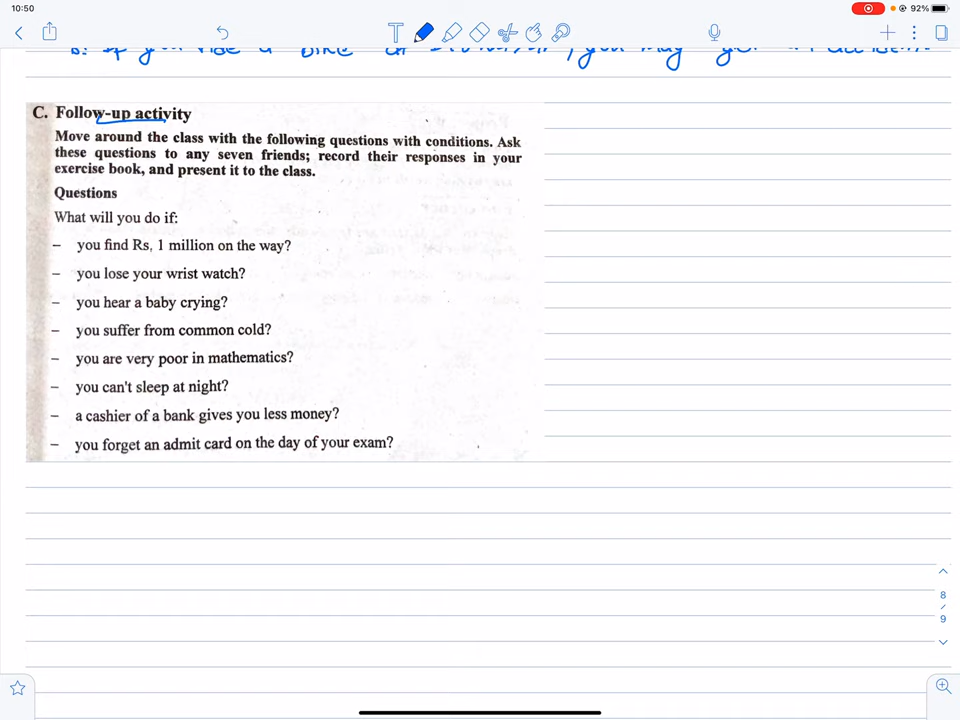 10:50
92%
C. Follow-up activity
Move around the class with the following questions with conditions. Ask
these questions to any seven friends; record their responses in your
exercise book, and present it to the class.
Questions
What will you do if:
– you find Rs, 1 million on the way?
– you lose your wrist watch?
– you hear a baby crying?
– you suffer from common cold?
– you are very poor in mathematics?
– you can't sleep at night?
– a cashier of a bank gives you less money?
– you forget an admit card on the day of your exam?
8
/
9